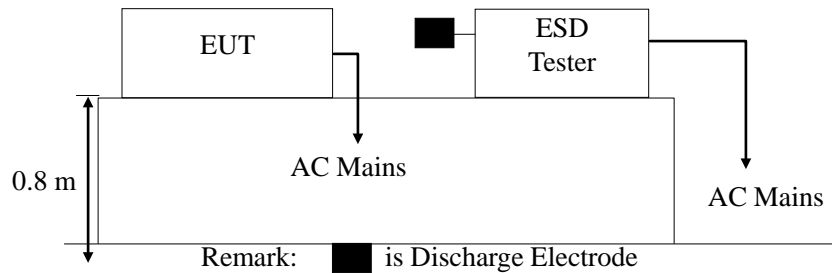 EUT
ESD
Tester
AC Mains
0.8 m
AC Mains
Remark: is Discharge Electrode